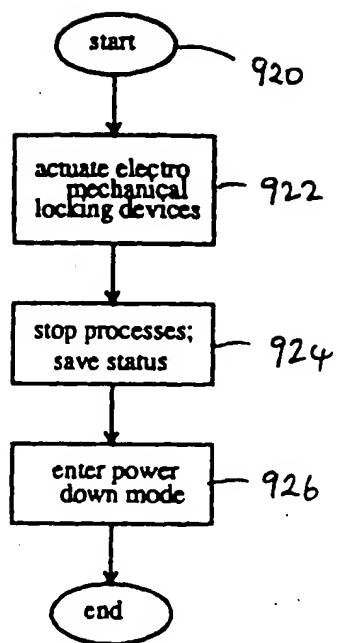 start
920
actuate electro
mechanical
locking devices
922
stop processes;
save status
924
enter power
down mode
926
end